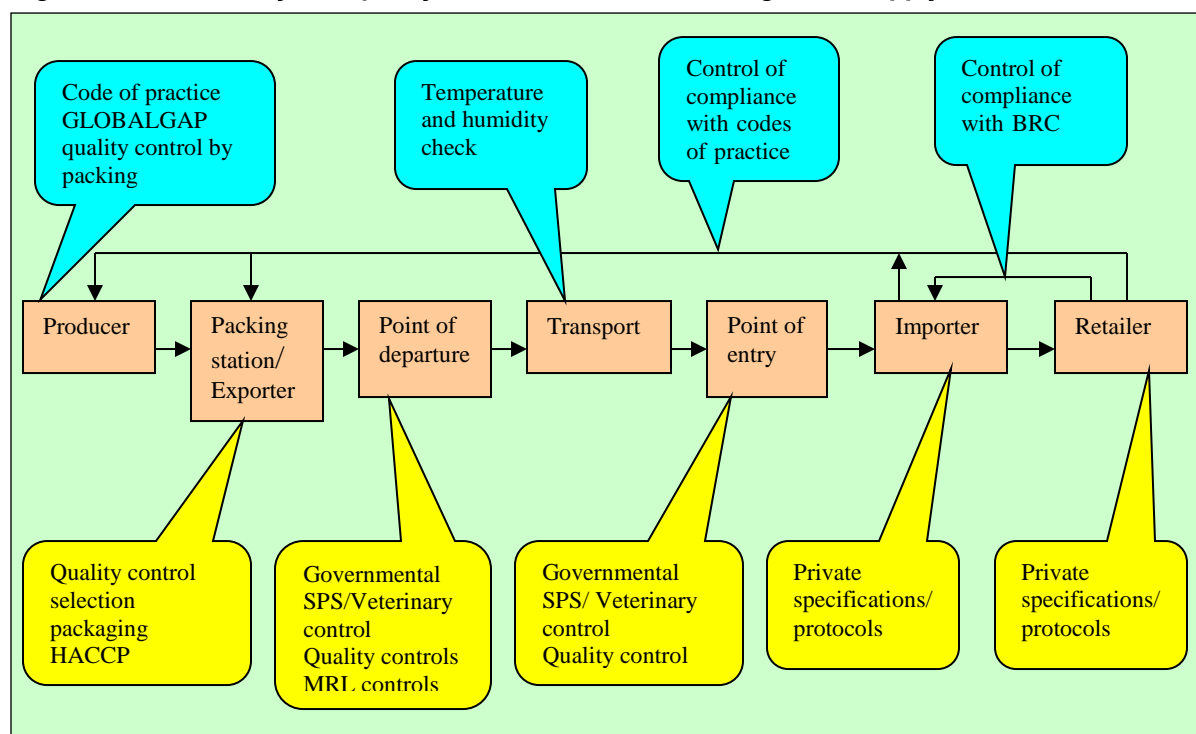 Code of practice
GLOBALGAP
quality control by
packing
Temperature
and humidity
check
Control of
compliance
with codes
of practice
Control of
compliance
with BRC
Producer
Packing
station/
Exporter
Point of
departure
Transport
Point of
entry
Importer
Retailer
Quality control
selection
packaging
HACCP
Governmental
SPS/Veterinary
control
Quality controls
MRL controls
Governmental
SPS/ Veterinary
control
Quality control
Private
specifications/
protocols
Private
specifications/
protocols